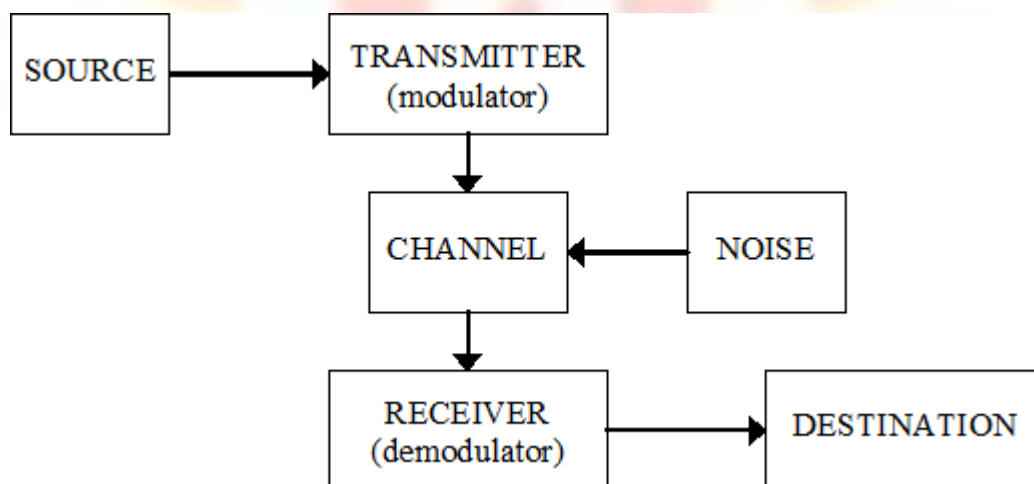 SOURCE
TRANSMITTER
(modulator)
CHANNEL
NOISE
RECEIVER
(demodulator)
DESTINATION